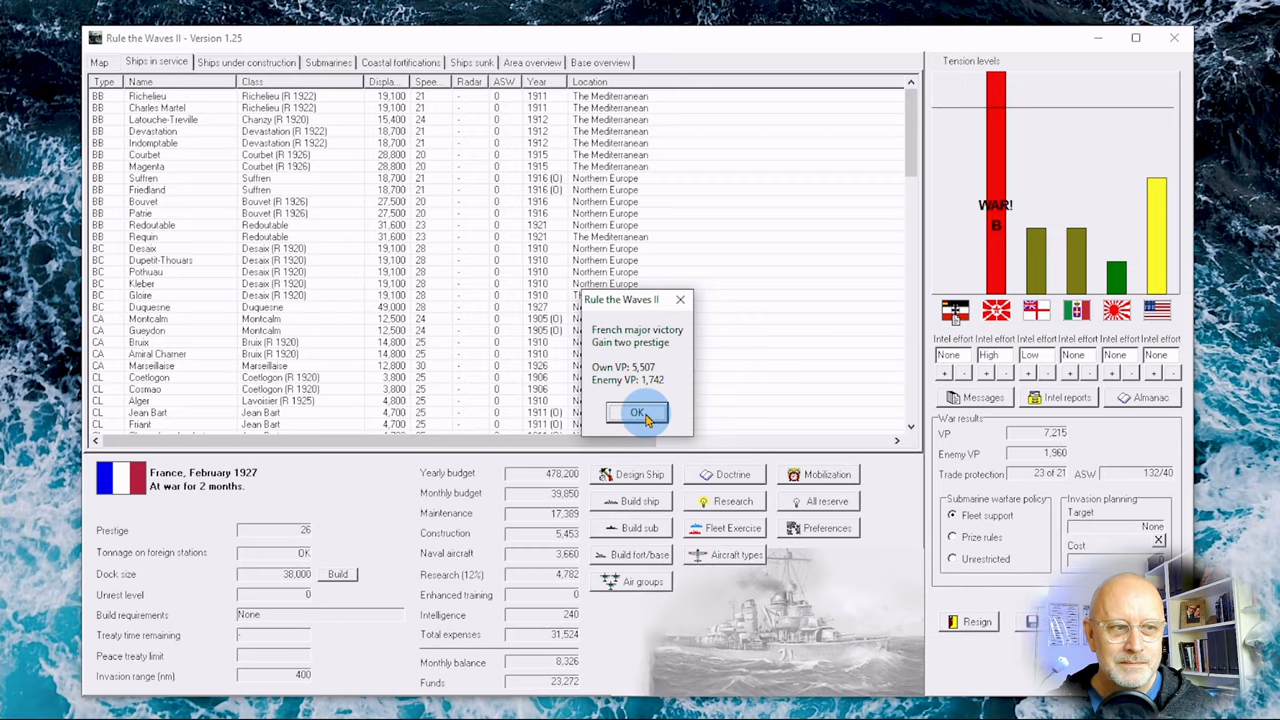 Rule the Waves II - Version 1.25
Map Ships in service Ships under construction Submarines Coastal fortifications Ships sunk Area overview Base overview
Type Name Class Displa... Spee... Radar ASW Year Location
BB Richelieu Richelieu (R 1922) 19,100 21 - 0 1911 The Mediterranean
BB Charles Martel Richelieu (R 1922) 19,100 21 - 0 1911 The Mediterranean
BB Latouche-Treville Chanzy (R 1920) 15,400 24 - 0 1912 The Mediterranean
BB Devastation Devastation (R 1922) 18,700 21 - 0 1912 The Mediterranean
BB Indomptable Devastation (R 1922) 18,700 21 - 0 1912 The Mediterranean
BB Courbet Courbet (R 1926) 28,800 20 - 0 1915 The Mediterranean
BB Magenta Courbet (R 1926) 28,800 20 - 0 1915 The Mediterranean
BB Suffren Suffren 18,700 21 - 0 1916 (O) Northern Europe
BB Friedland Suffren 18,700 21 - 0 1916 (O) Northern Europe
BB Bouvet Bouvet (R 1926) 27,500 20 - 0 1916 Northern Europe
BB Patrie Bouvet (R 1926) 27,500 20 - 0 1916 Northern Europe
BB Redoutable Redoutable 31,600 23 - 0 1921 Northern Europe
BB Requin Redoutable 31,600 23 - 0 1921 The Mediterranean
BC Desaix Desaix (R 1920) 19,100 28 - 0 1910 Northern Europe
BC Dupetit-Thouars Desaix (R 1920) 19,100 28 - 0 1910 Northern Europe
BC Pothuau Desaix (R 1920) 19,100 28 - 0 1910 Northern Europe
BC Kleber Desaix (R 1920) 19,100 28 - 0 1910 Northern Europe
BC Gloire Desaix (R 1920) 19,100 28 - 0 1910
BC Duquesne Duquesne 49,000 24 - 0 1927
CA Montcalm Montcalm 12,800 25 - 0 1905 (O)
CA Gueydon Montcalm 12,800 25 - 0 1905 (O)
CA Bruix Bruix (R 1920) 14,800 25 - 0 1906
CA Amiral Charner Bruix (R 1920) 14,800 25 - 0 1906
CA Marseillaise Marseillaise 12,800 36 - 0 1926
CL Coetlogon Coetlogon (R 1920) 3,800 25 - 0 1906
CL Cosmao Coetlogon (R 1920) 3,800 25 - 0 1906
CL Alger Lavoisier (R 1925) 4,900 25 - 0 1910
CL Jean Bart Jean Bart 4,700 25 - 0 1911 (O)
CL Friant Jean Bart 4,700 25 - 0 1911 (O)
Rule the Waves II
French major victory
Gain two prestige
Own VP: 5,507
Enemy VP: 1,742
OK
Tension levels
WAR!
B
Intel effort Intel effort Intel effort Intel effort Intel effort Intel effort
None High Low None None None
+ - + - + - + - + - + -
Messages Intel reports Almanac
War results
VP 7,215
Enemy VP 1,960
Trade protection 23 of 21 ASW 132/40
Submarine warfare policy
Fleet support
Prize rules
Unrestricted
Invasion planning
Target
None
Cost
Resign
France, February 1927
At war for 2 months.
Prestige 26
Tonnage on foreign stations OK
Dock size 38,000 Build
Unrest level 0
Build requirements None
Treaty time remaining -
Peace treaty limit
Invasion range (nm) 400
Yearly budget 478,200
Monthly budget 39,850
Maintenance 17,389
Construction 5,453
Naval aircraft 3,660
Research (12%) 4,782
Enhanced training 0
Intelligence 240
Total expenses 31,524
Monthly balance 8,326
Funds 23,272
Design Ship Doctrine Mobilization
Build ship Research All reserve
Build sub Fleet Exercise Preferences
Build fort/base Aircraft types
Air groups